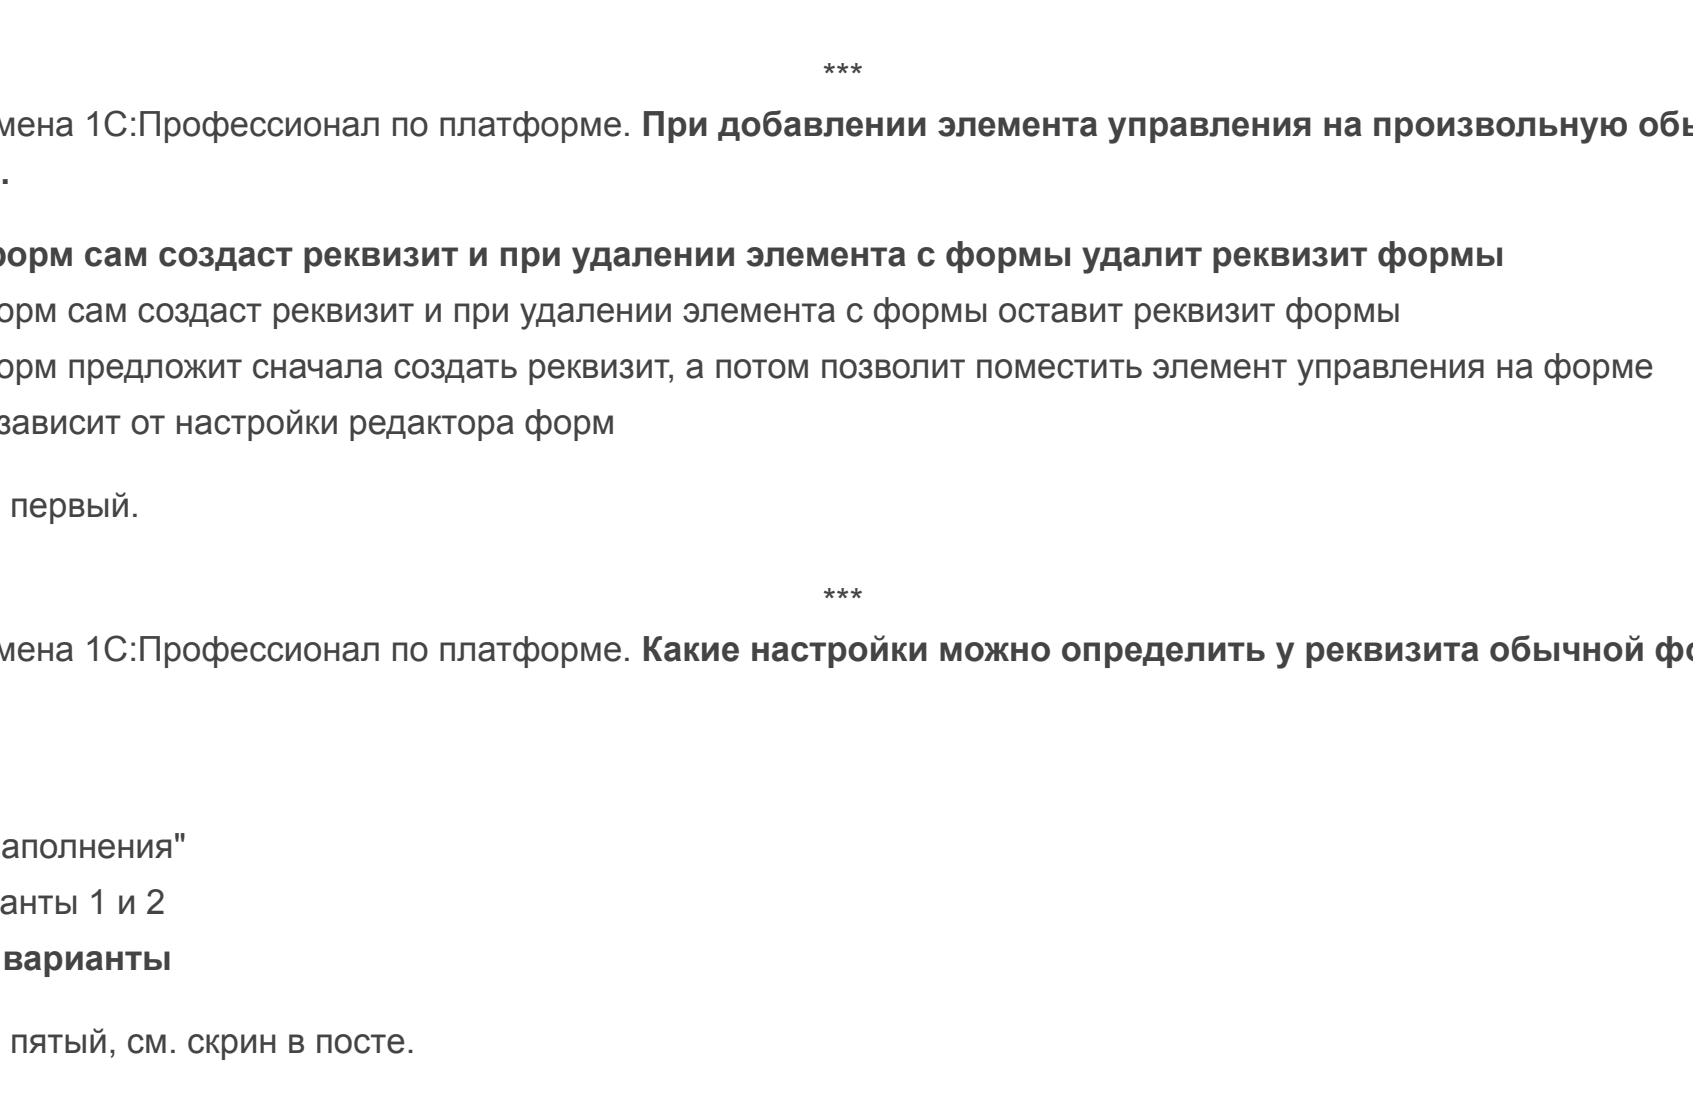 ***
мена 1С:Профессионал по платформе. При добавлении элемента управления на произвольную обы
.
форм сам создаст реквизит и при удалении элемента с формы удалит реквизит формы
орм сам создаст реквизит и при удалении элемента с формы оставит реквизит формы
орм предложит сначала создать реквизит, а потом позволит поместить элемент управления на форме
зависит от настройки редактора форм
первый.
***
мена 1С:Профессионал по платформе. Какие настройки можно определить у реквизита обычной фо
аполнения"
анты 1 и 2
варианты
пятый, см. скрин в посте.